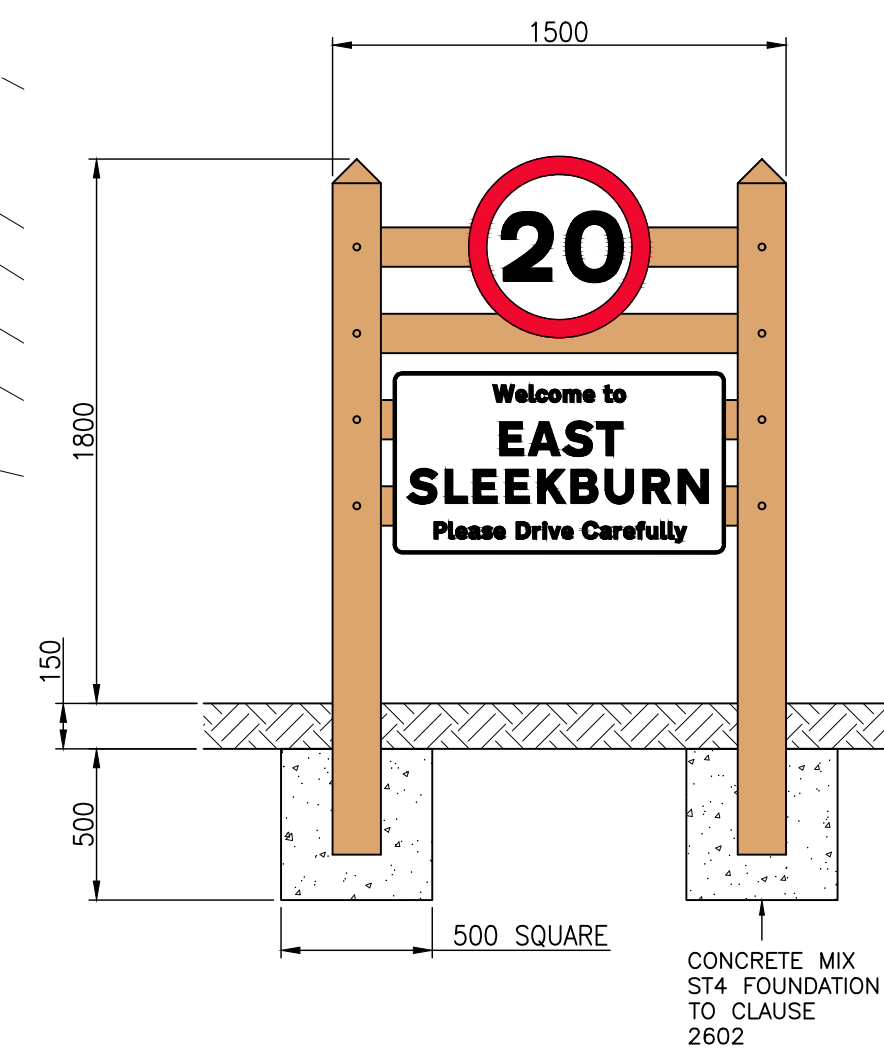 1500
20
Welcome to
EAST
SLEEKBURN
Please Drive Carefully
1800
150
500
500 SQUARE
CONCRETE MIX
ST4 FOUNDATION
TO CLAUSE
2602